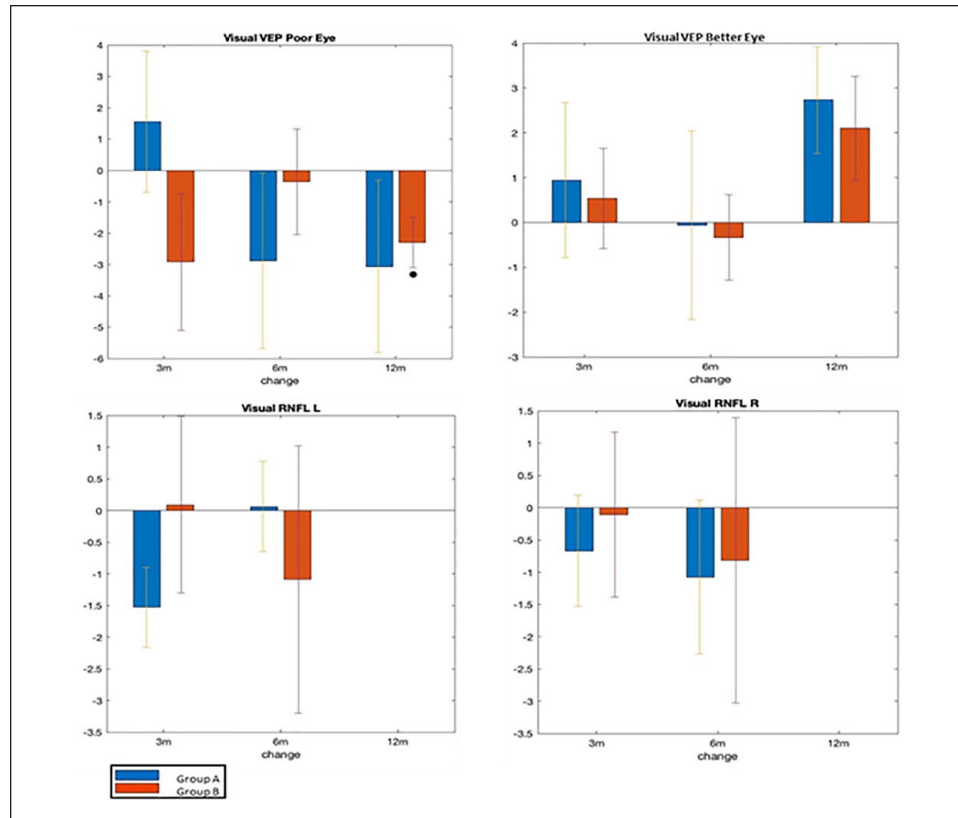 Visual VEP Poor Eye
4
3
2
1
0
-1
-2
-3
-4
-5
-6
3m 6m 12m
change
Visual VEP Better Eye
4
3
2
1
0
-1
-2
-3
3m 6m 12m
change
Visual RNFL L
1.5
1
0.5
0
-0.5
-1
-1.5
-2
-2.5
-3
-3.5
3m 6m 12m
change
Visual RNFL R
1.5
1
0.5
0
-0.5
-1
-1.5
-2
-2.5
-3
-3.5
3m 6m 12m
change
Group A
Group B